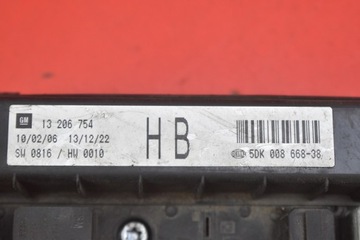 GM 13 206 754
10/02/06 13/12/22
SW 0816 / HW 0010
HB
5DK 008 668-38